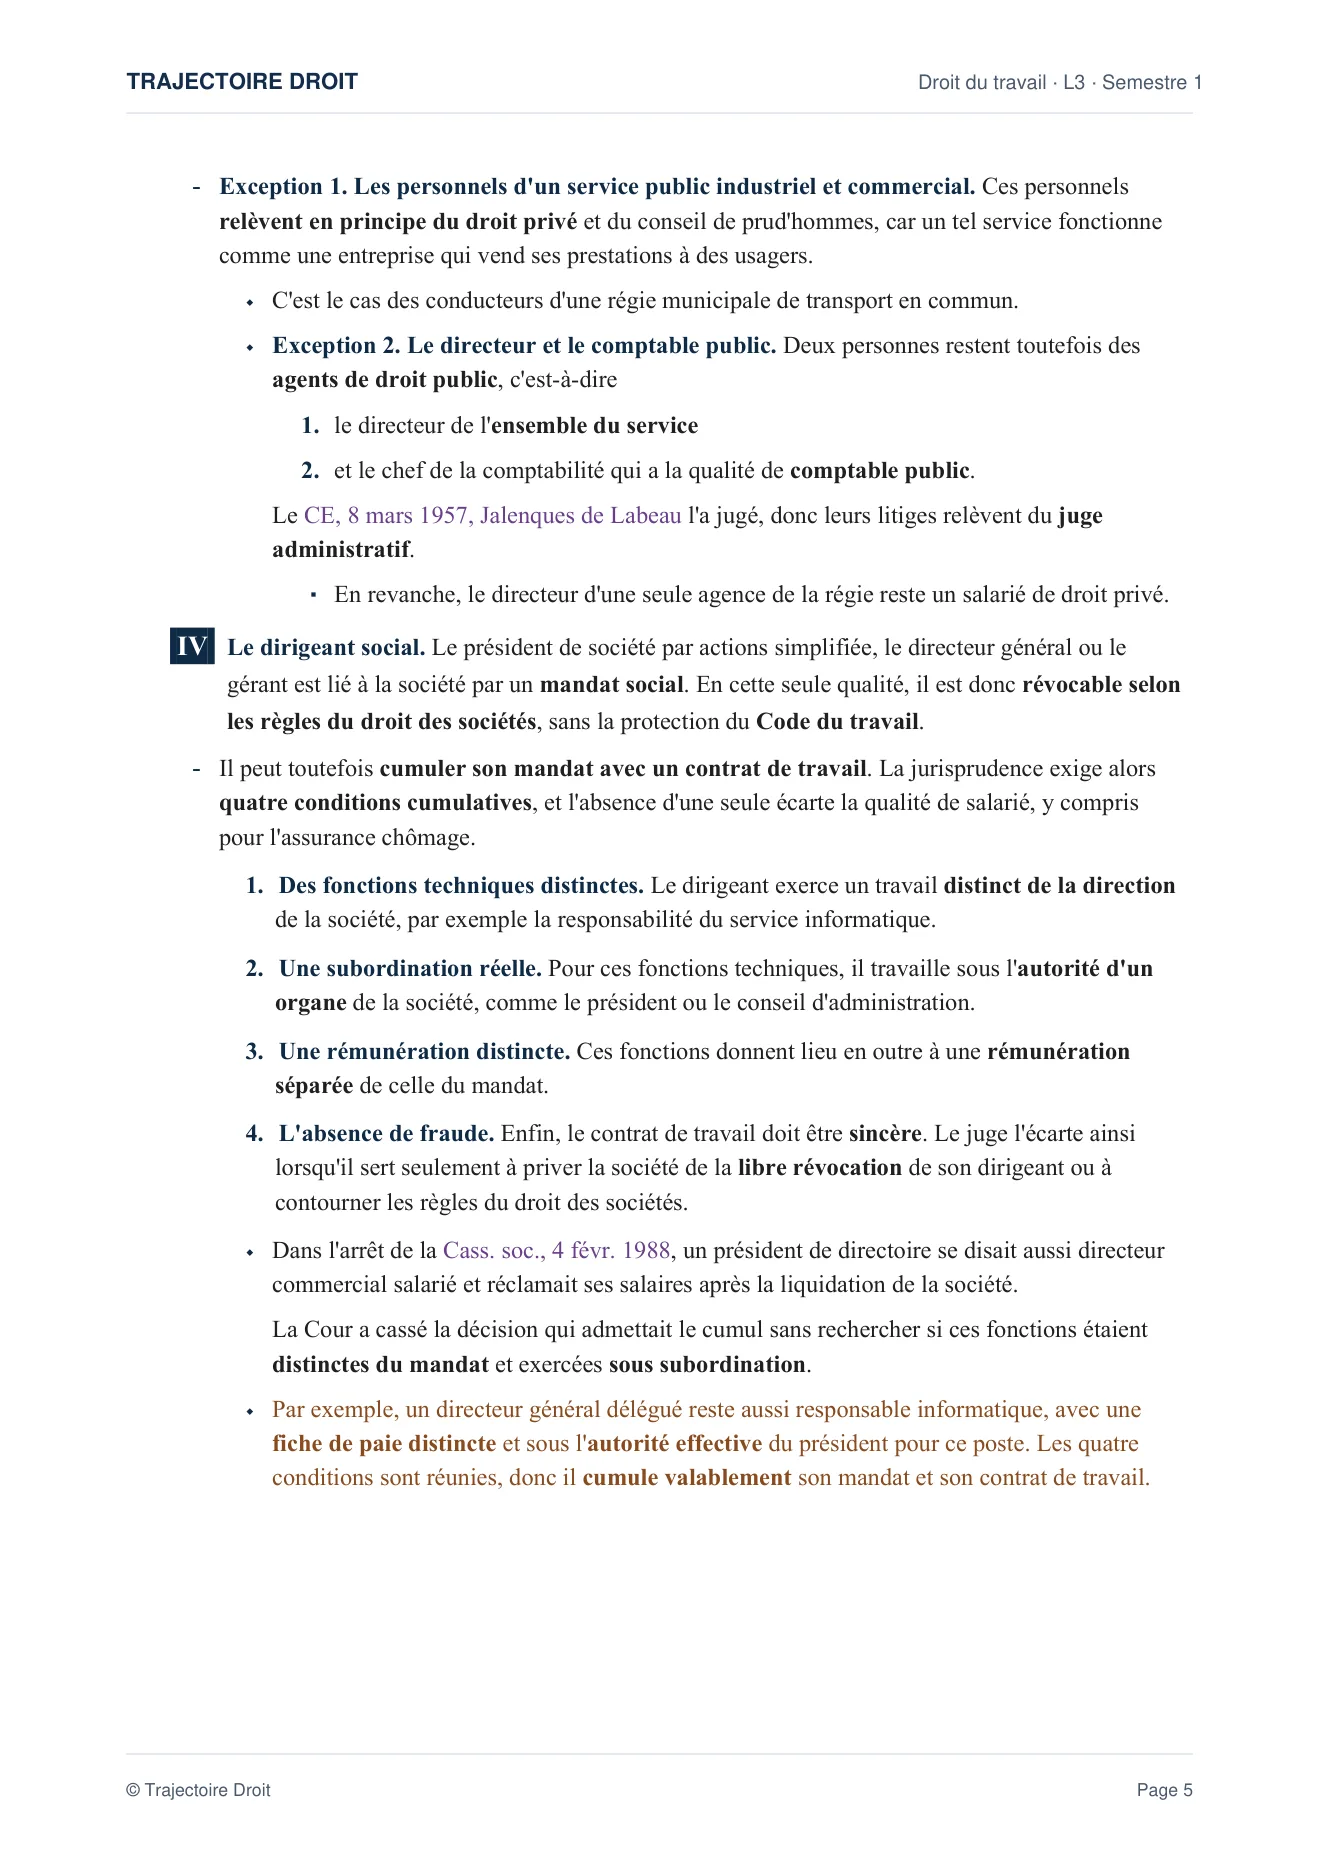 TRAJECTOIRE DROIT
Droit du travail · L3 · Semestre 1
- Exception 1. Les personnels d'un service public industriel et commercial. Ces personnels
relèvent en principe du droit privé et du conseil de prud'hommes, car un tel service fonctionne
comme une entreprise qui vend ses prestations à des usagers.
⬩ C'est le cas des conducteurs d'une régie municipale de transport en commun.
⬩ Exception 2. Le directeur et le comptable public. Deux personnes restent toutefois des
agents de droit public, c'est-à-dire
1. le directeur de l'ensemble du service
2. et le chef de la comptabilité qui a la qualité de comptable public.
Le CE, 8 mars 1957, Jalenques de Labeau l'a jugé, donc leurs litiges relèvent du juge
administratif.
▪ En revanche, le directeur d'une seule agence de la régie reste un salarié de droit privé.
IV Le dirigeant social. Le président de société par actions simplifiée, le directeur général ou le
gérant est lié à la société par un mandat social. En cette seule qualité, il est donc révocable selon
les règles du droit des sociétés, sans la protection du Code du travail.
- Il peut toutefois cumuler son mandat avec un contrat de travail. La jurisprudence exige alors
quatre conditions cumulatives, et l'absence d'une seule écarte la qualité de salarié, y compris
pour l'assurance chômage.
1. Des fonctions techniques distinctes. Le dirigeant exerce un travail distinct de la direction
de la société, par exemple la responsabilité du service informatique.
2. Une subordination réelle. Pour ces fonctions techniques, il travaille sous l'autorité d'un
organe de la société, comme le président ou le conseil d'administration.
3. Une rémunération distincte. Ces fonctions donnent lieu en outre à une rémunération
séparée de celle du mandat.
4. L'absence de fraude. Enfin, le contrat de travail doit être sincère. Le juge l'écarte ainsi
lorsqu'il sert seulement à priver la société de la libre révocation de son dirigeant ou à
contourner les règles du droit des sociétés.
⬩ Dans l'arrêt de la Cass. soc., 4 févr. 1988, un président de directoire se disait aussi directeur
commercial salarié et réclamait ses salaires après la liquidation de la société.
La Cour a cassé la décision qui admettait le cumul sans rechercher si ces fonctions étaient
distinctes du mandat et exercées sous subordination.
⬩ Par exemple, un directeur général délégué reste aussi responsable informatique, avec une
fiche de paie distincte et sous l'autorité effective du président pour ce poste. Les quatre
conditions sont réunies, donc il cumule valablement son mandat et son contrat de travail.
© Trajectoire Droit
Page 5